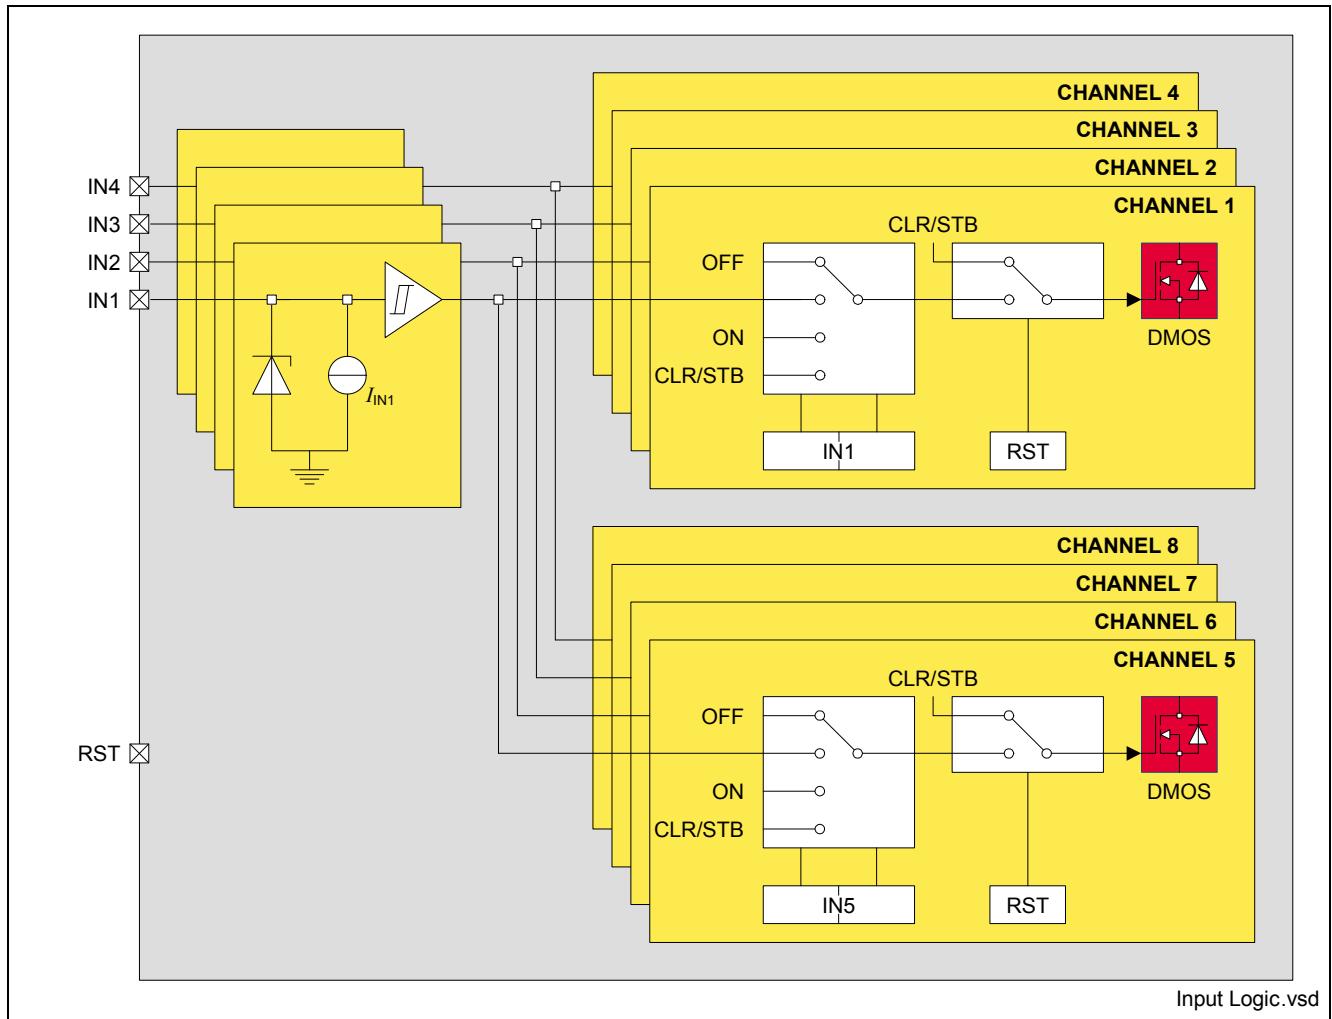 CHANNEL 4
CHANNEL 3
CHANNEL 2
CHANNEL 1
IN4
IN3
IN2
IN1
IIN1
CLR/STB
OFF
ON
CLR/STB
IN1
RST
DMOS
CHANNEL 8
CHANNEL 7
CHANNEL 6
CHANNEL 5
RST
CLR/STB
OFF
ON
CLR/STB
IN5
RST
DMOS
Input Logic.vsd